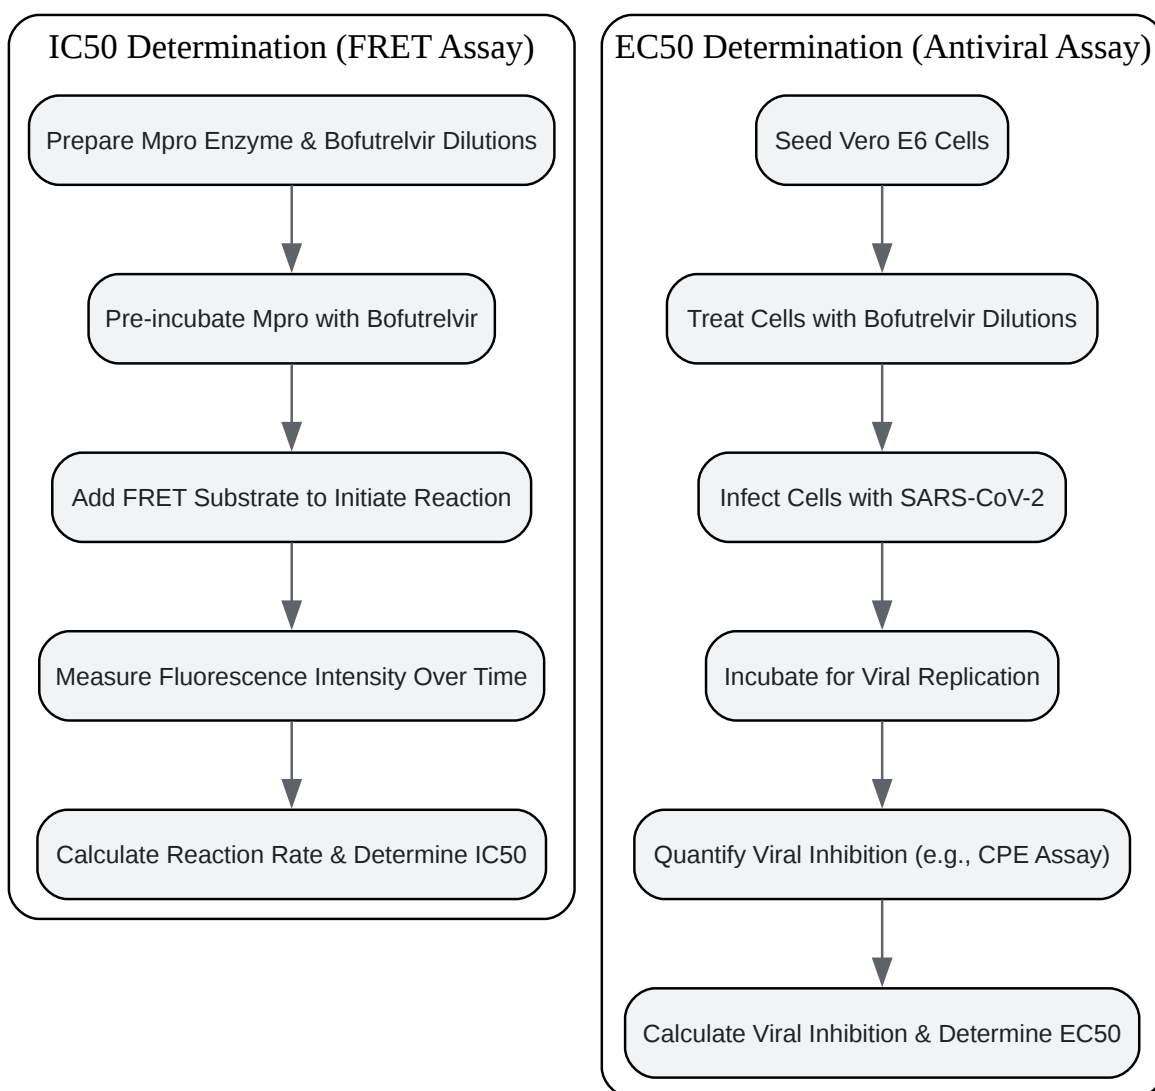 IC50 Determination (FRET Assay)
Prepare Mpro Enzyme & Bofutrelvir Dilutions
Pre-incubate Mpro with Bofutrelvir
Add FRET Substrate to Initiate Reaction
Measure Fluorescence Intensity Over Time
Calculate Reaction Rate & Determine IC50
EC50 Determination (Antiviral Assay)
Seed Vero E6 Cells
Treat Cells with Bofutrelvir Dilutions
Infect Cells with SARS-CoV-2
Incubate for Viral Replication
Quantify Viral Inhibition (e.g., CPE Assay)
Calculate Viral Inhibition & Determine EC50